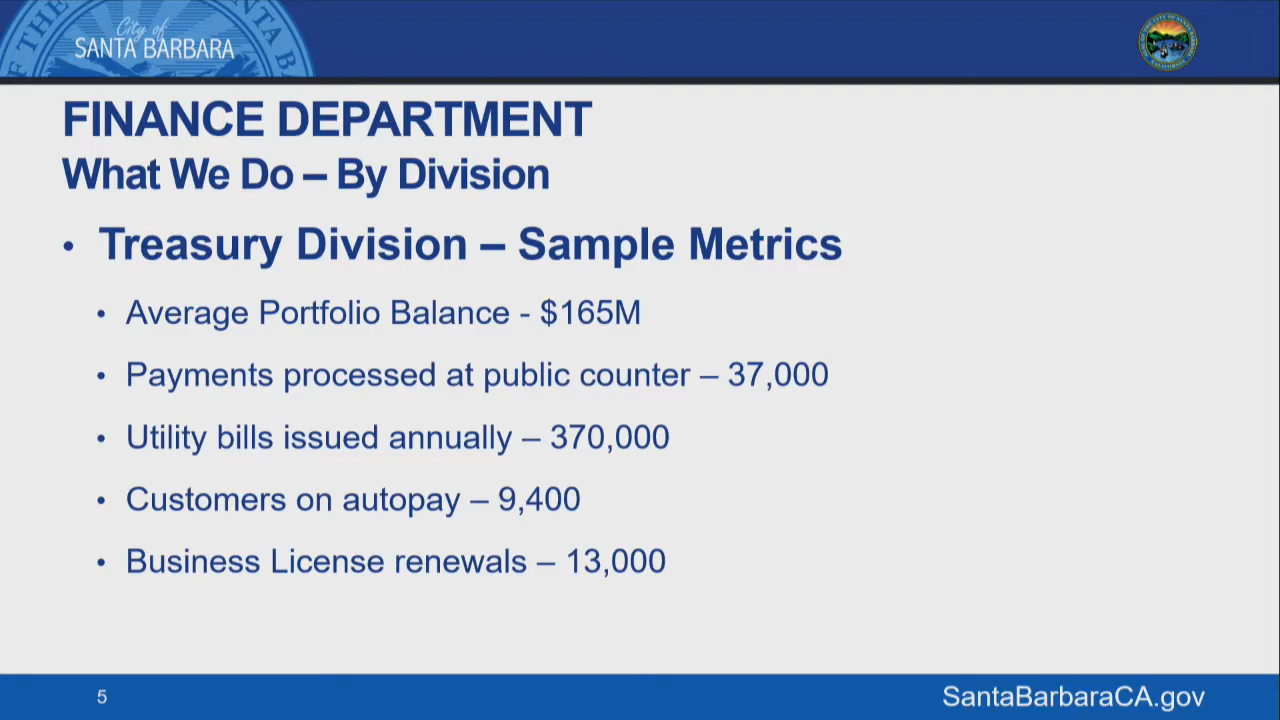 City of
SANTA BARBARA
FINANCE DEPARTMENT
What We Do – By Division
• Treasury Division – Sample Metrics
• Average Portfolio Balance - $165M
• Payments processed at public counter – 37,000
• Utility bills issued annually – 370,000
• Customers on autopay – 9,400
• Business License renewals – 13,000
5
SantaBarbaraCA.gov